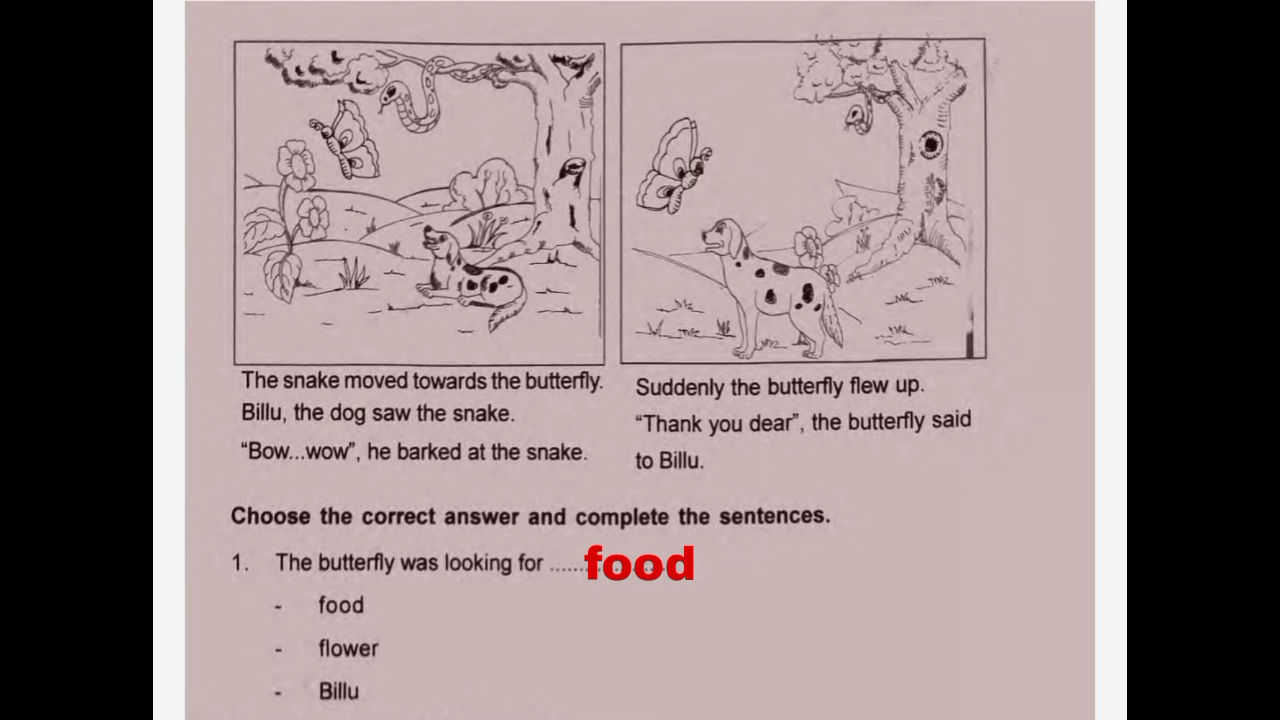 The snake moved towards the butterfly.
Billu, the dog saw the snake.
“Bow...wow”, he barked at the snake.
Suddenly the butterfly flew up.
“Thank you dear”, the butterfly said
to Billu.
Choose the correct answer and complete the sentences.
1. The butterfly was looking for ...... food
- food
- flower
- Billu